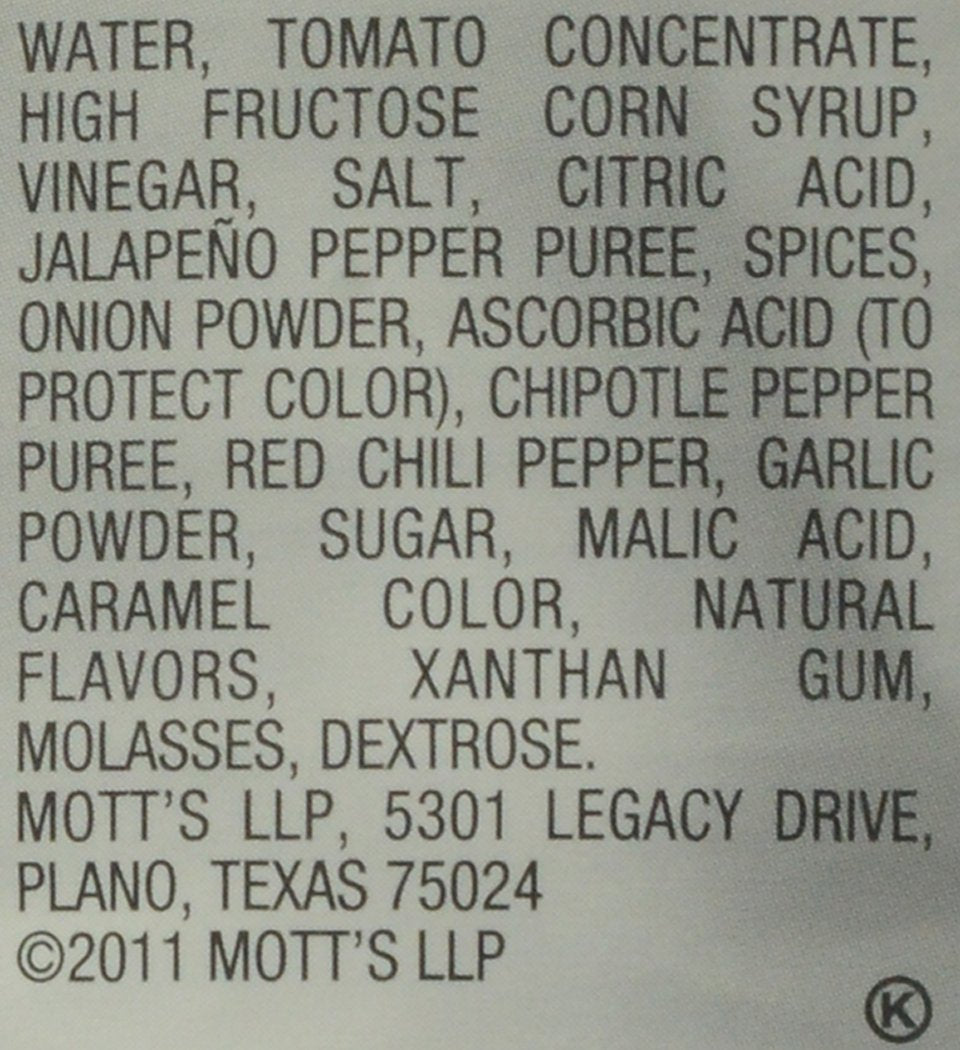 WATER, TOMATO CONCENTRATE,
HIGH FRUCTOSE CORN SYRUP,
VINEGAR, SALT, CITRIC ACID,
JALAPEÑO PEPPER PUREE, SPICES,
ONION POWDER, ASCORBIC ACID (TO
PROTECT COLOR), CHIPOTLE PEPPER
PUREE, RED CHILI PEPPER, GARLIC
POWDER, SUGAR, MALIC ACID,
CARAMEL COLOR, NATURAL
FLAVORS, XANTHAN GUM,
MOLASSES, DEXTROSE.
MOTT'S LLP, 5301 LEGACY DRIVE,
PLANO, TEXAS 75024
©2011 MOTT'S LLP
K